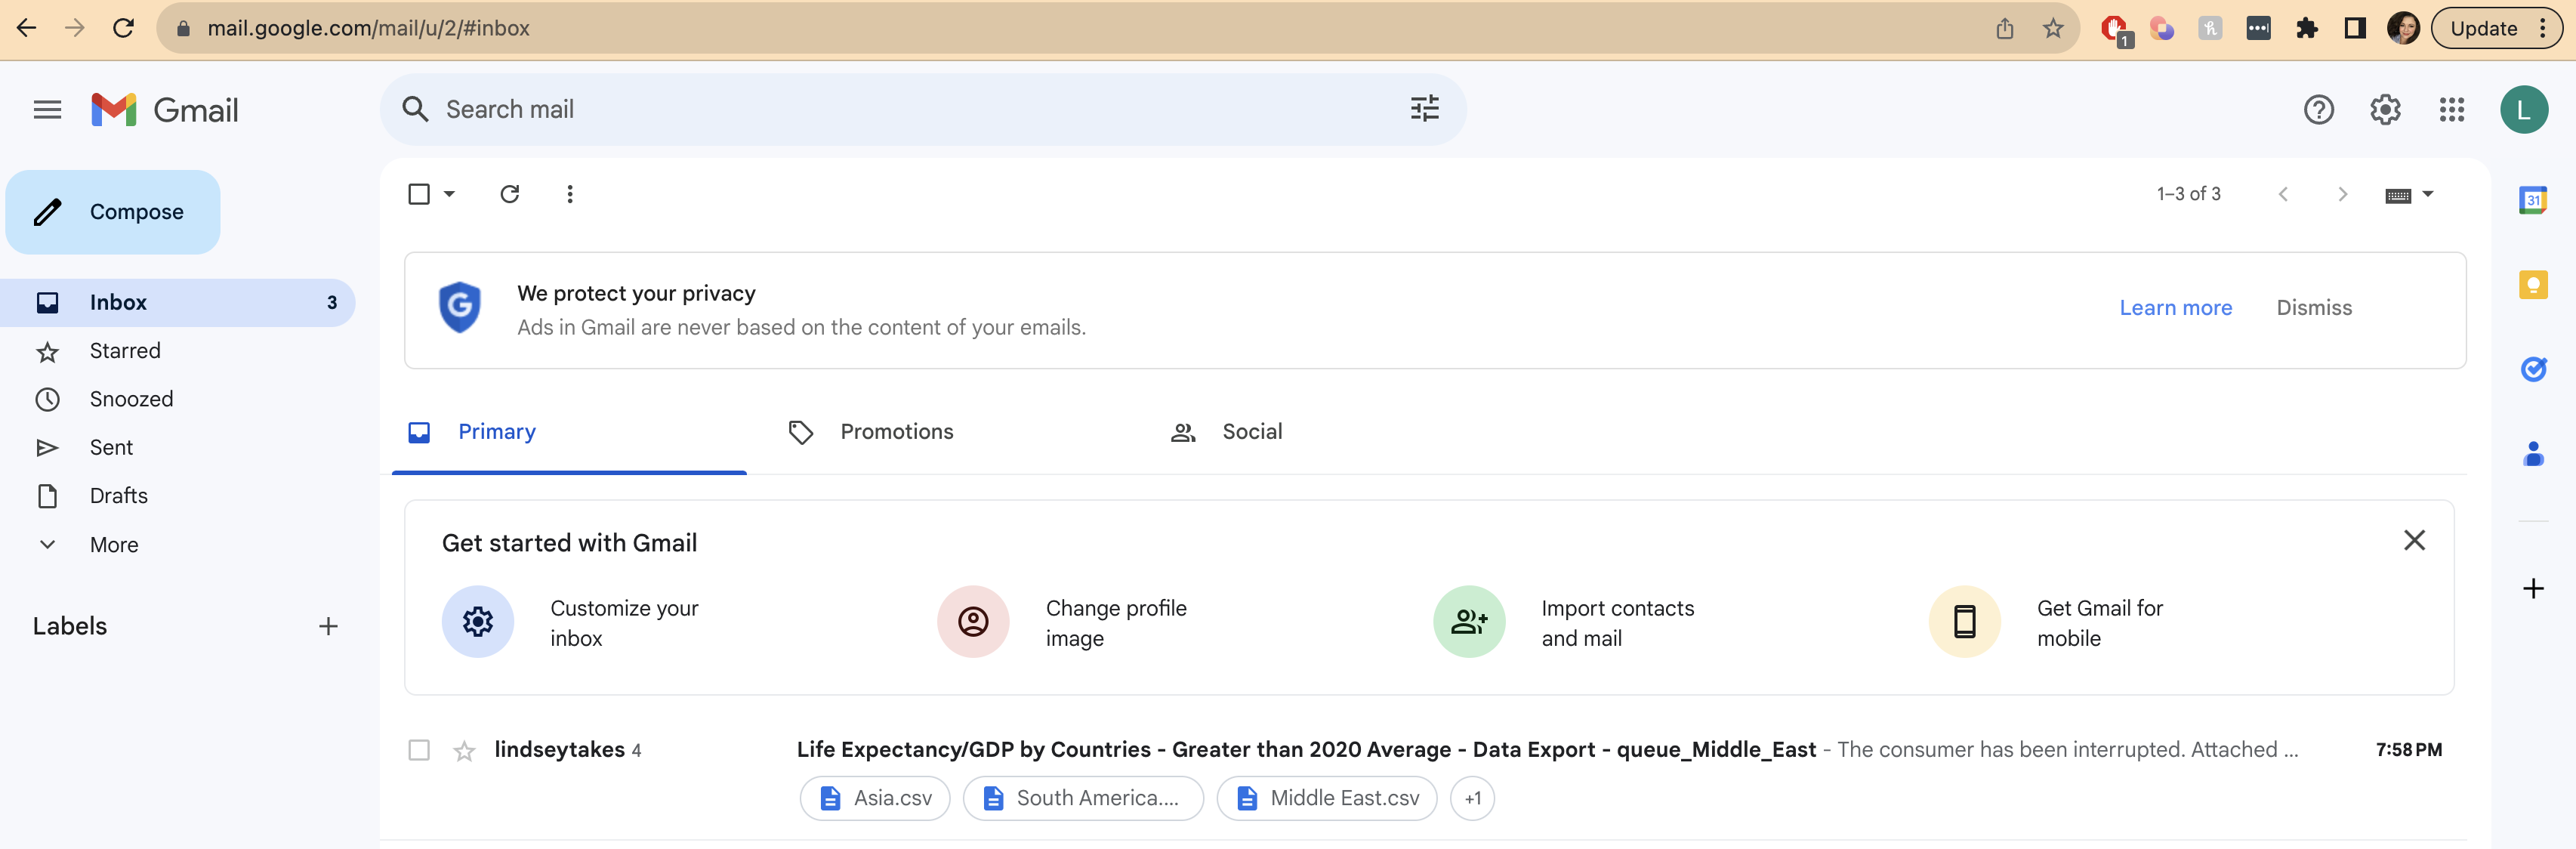 mail.google.com/mail/u/2/#inbox
1
Update
Gmail
Search mail
L
Compose
1–3 of 3
31
Inbox 3
Starred
Snoozed
Sent
Drafts
More
Labels
G
We protect your privacy
Ads in Gmail are never based on the content of your emails.
Learn more Dismiss
Primary Promotions Social
Get started with Gmail
Customize your
inbox
Change profile
image
Import contacts
and mail
Get Gmail for
mobile
lindseytakes 4 Life Expectancy/GDP by Countries - Greater than 2020 Average - Data Export - queue_Middle_East - The consumer has been interrupted. Attached ... 7:58 PM
Asia.csv South America.... Middle East.csv +1